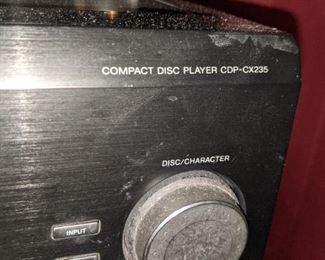 COMPACT DISC PLAYER CDP-CX235
DISC/CHARACTER
INPUT